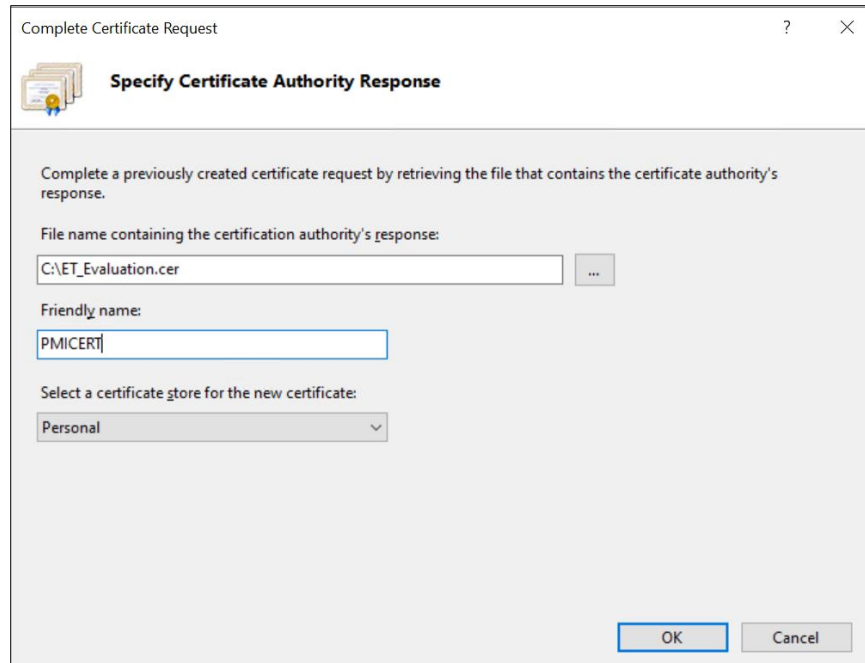 Complete Certificate Request
?
Specify Certificate Authority Response
Complete a previously created certificate request by retrieving the file that contains the certificate authority's
response.
File name containing the certification authority's response:
C:\ET_Evaluation.cer
...
Friendly name:
PMICERT
Select a certificate store for the new certificate:
Personal
OK
Cancel